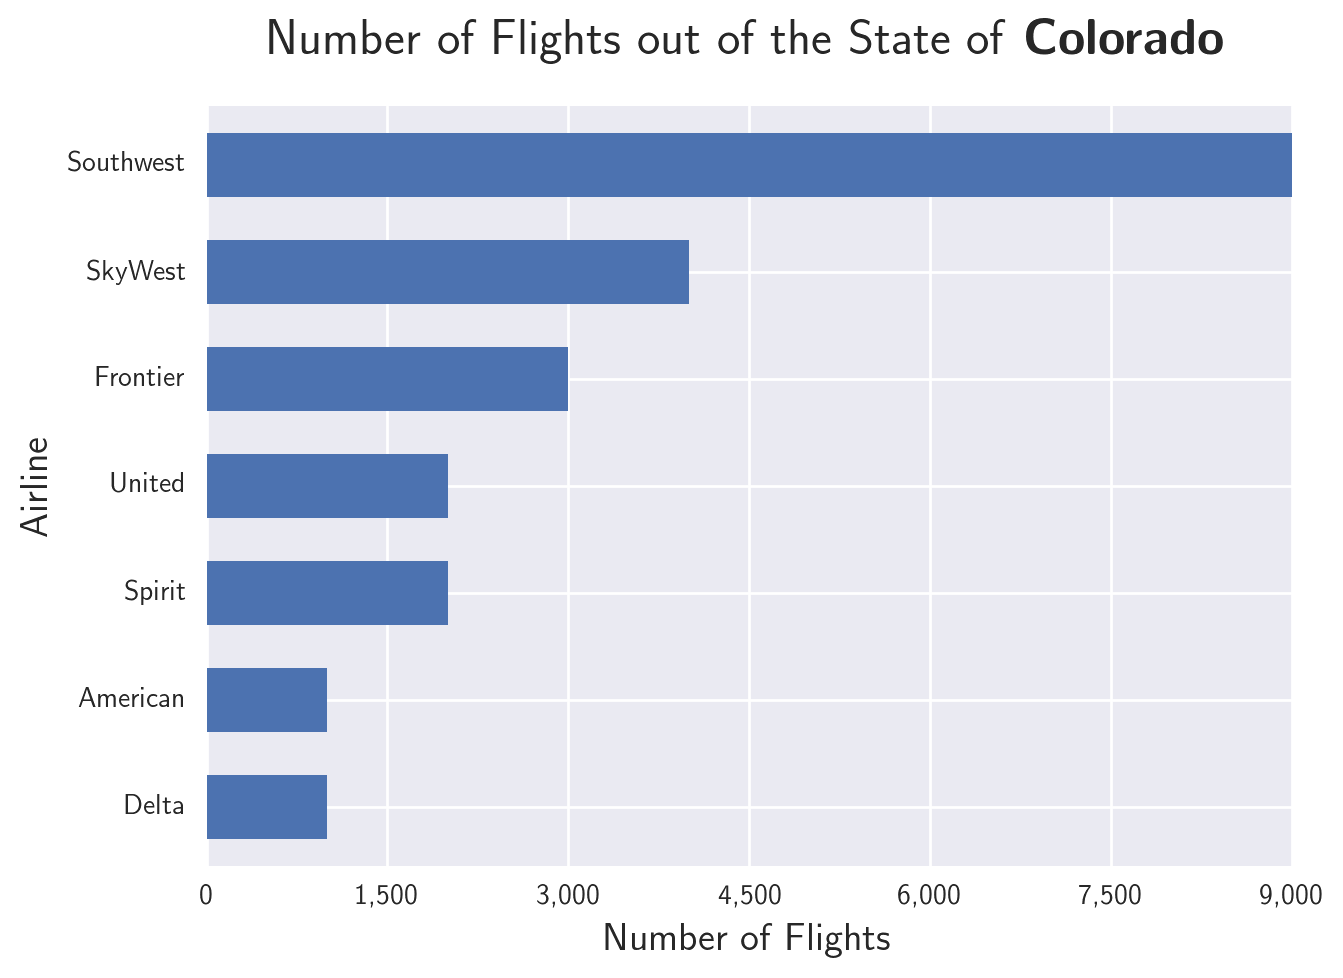 Number of Flights out of the State of Colorado
Southwest
SkyWest
Frontier
United
Spirit
American
Delta
Airline
0 1,500 3,000 4,500 6,000 7,500 9,000
Number of Flights